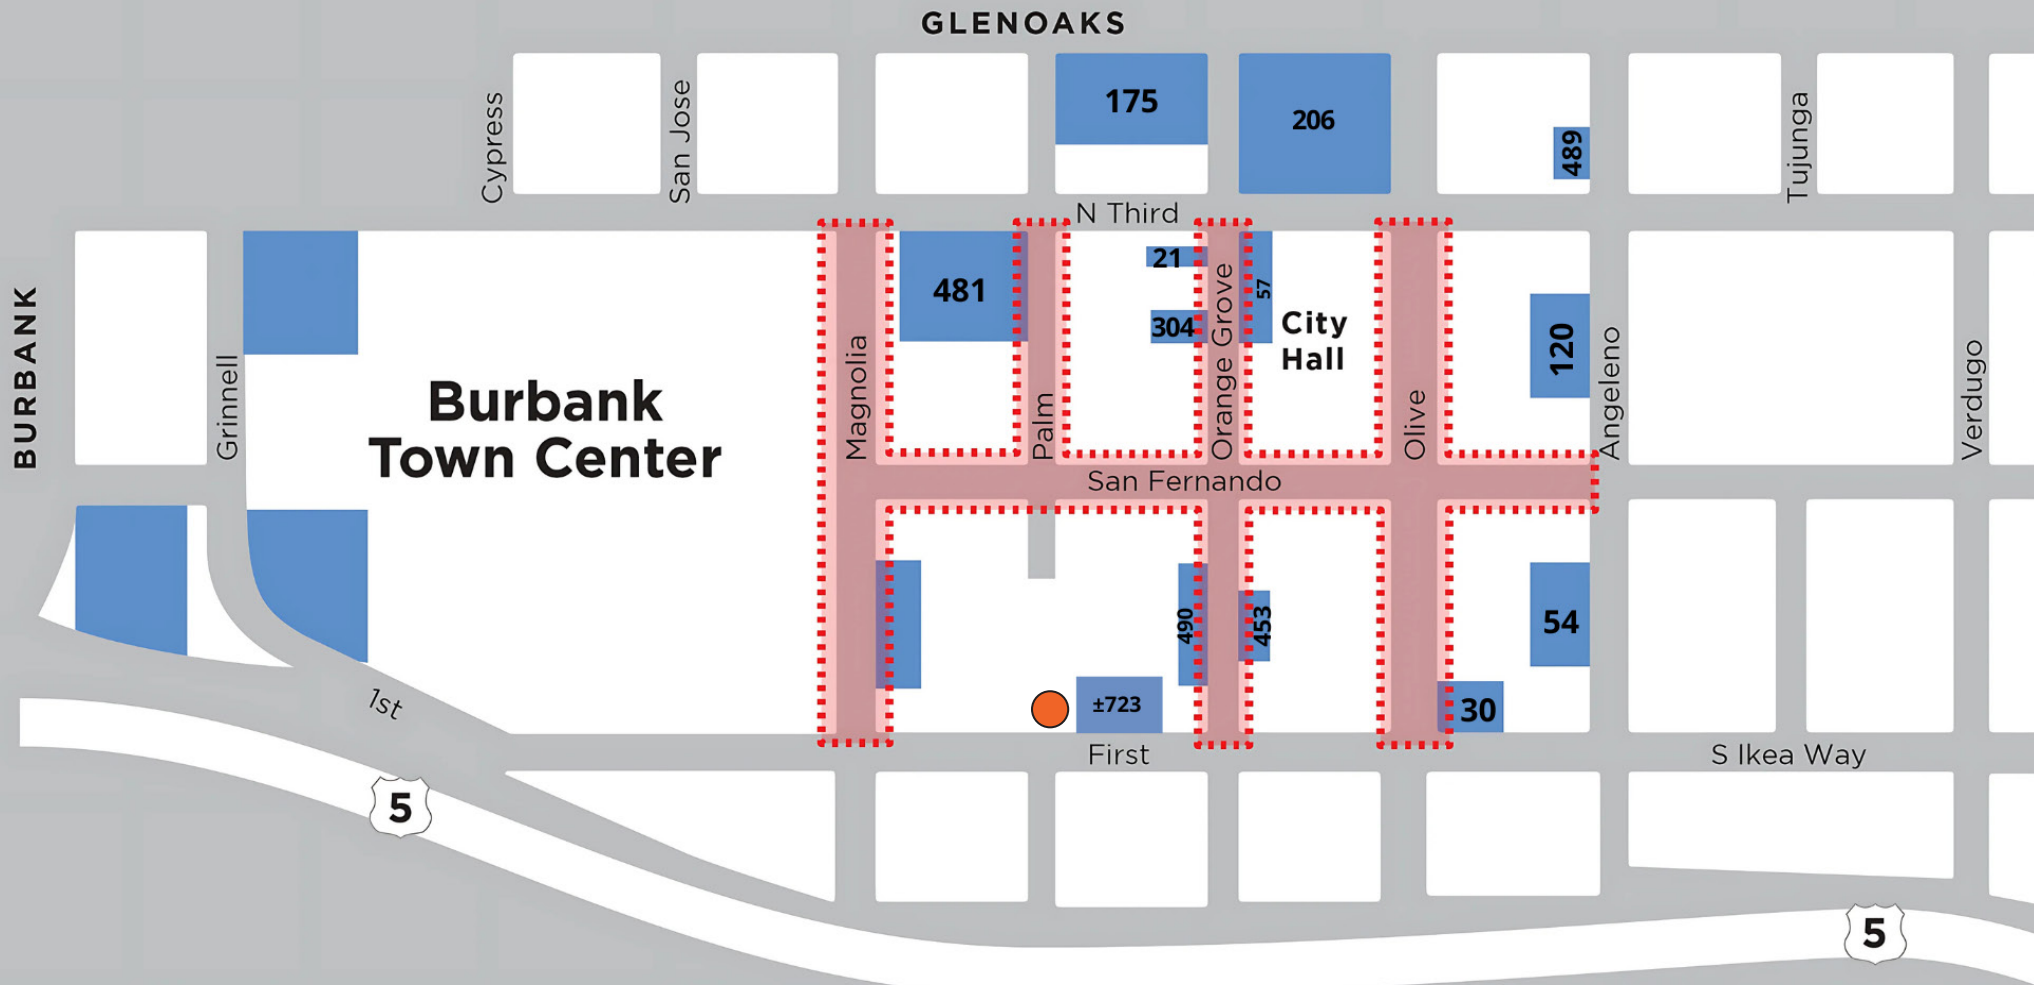 GLENOAKS
Cypress
San Jose
175
206
489
Tujunga
N Third
BURBANK
Grinnell
Burbank
Town Center
Magnolia
481
Palm
21
304
Orange Grove
57
City
Hall
Olive
120
Angeleno
Verdugo
San Fernando
490
453
54
±723
30
1st
First
S Ikea Way
5
5